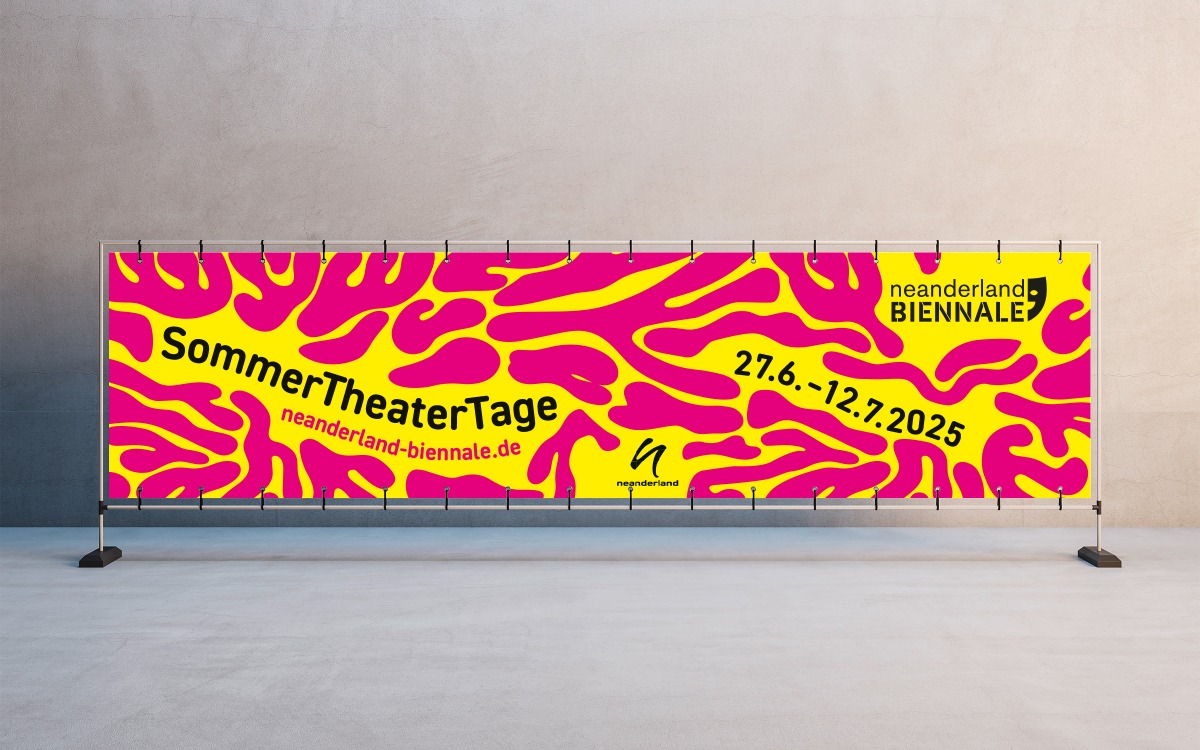 SommerTheaterTage
neanderland-biennale.de
neanderland
27.6.–12.7.2025
neanderland
BIENNALE